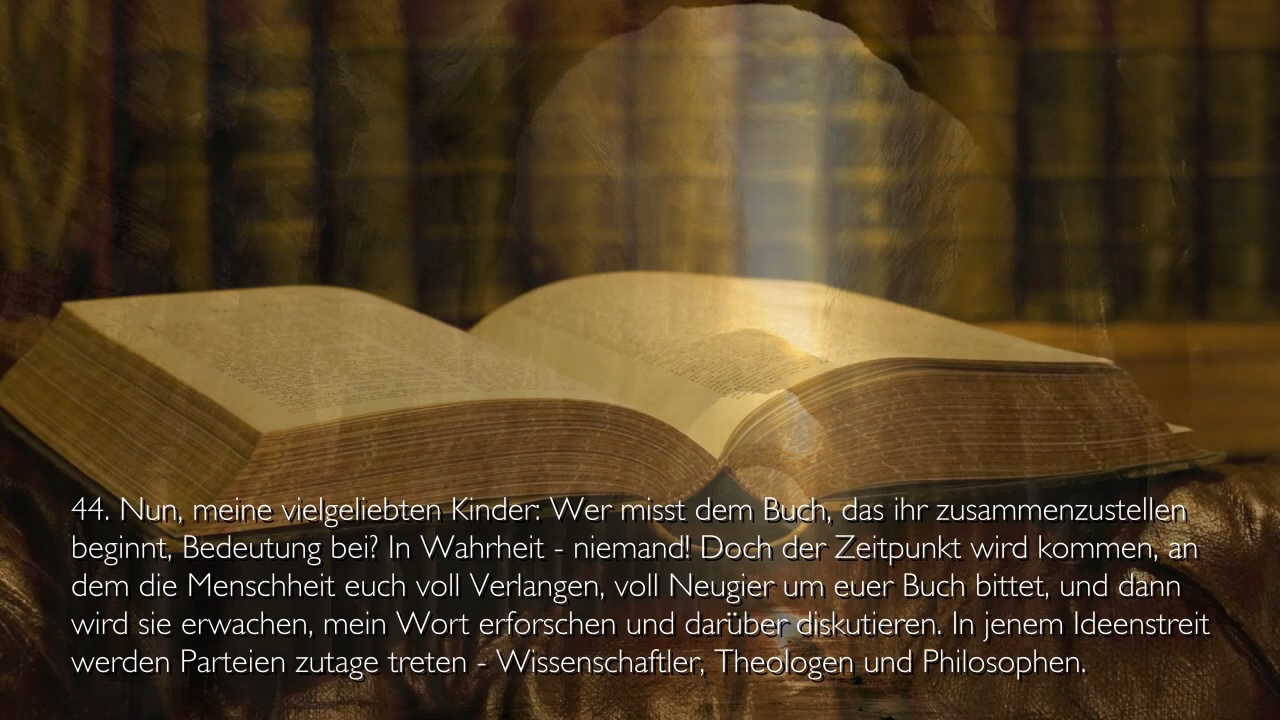 44. Nun, meine vielgeliebten Kinder: Wer misst dem Buch, das ihr zusammenzustellen
beginnt, Bedeutung bei? In Wahrheit - niemand! Doch der Zeitpunkt wird kommen, an
dem die Menschheit euch voll Verlangen, voll Neugier um euer Buch bittet, und dann
wird sie erwachen, mein Wort erforschen und darüber diskutieren. In jenem Ideenstreit
werden Parteien zutage treten - Wissenschaftler, Theologen und Philosophen.